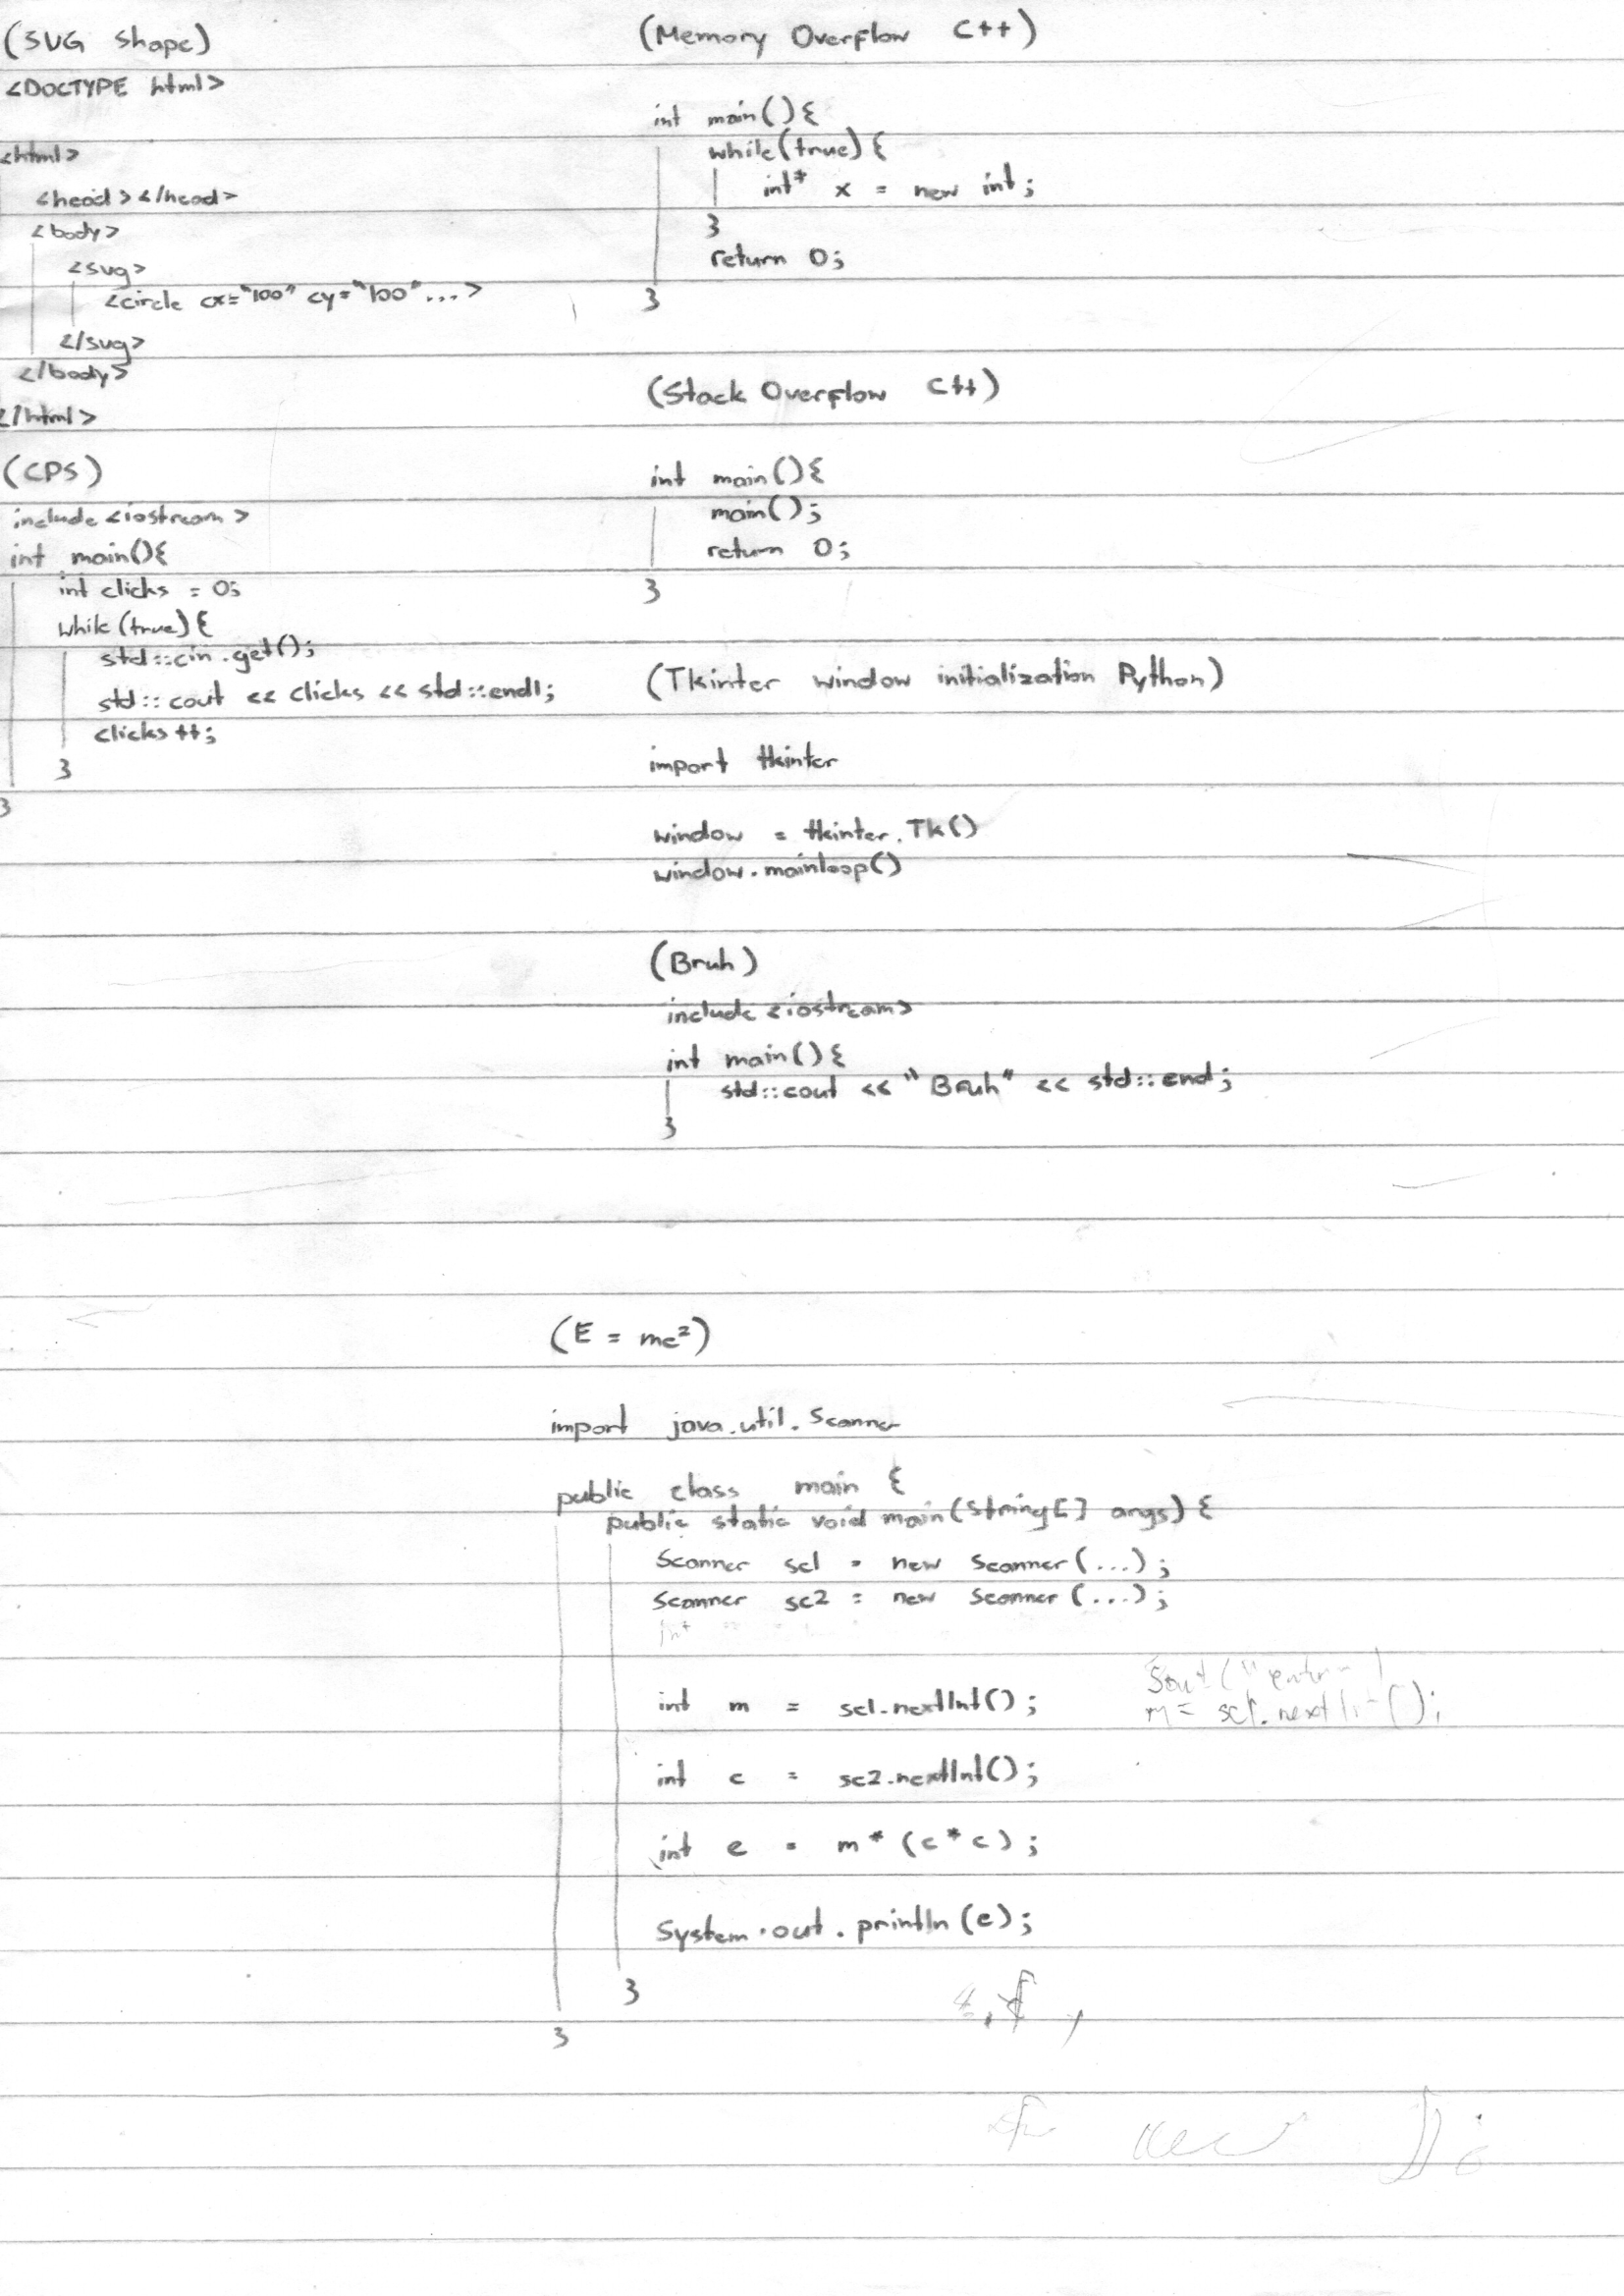 (SVG Shape)
<DOCTYPE html>
<html>
<head></head>
<body>
<svg>
<circle cx="100" cy="100"...>
</svg>
</body>
</html>
(CPS)
include <iostream>
int main(){
int clicks = 0;
while (true) {
std::cin.get();
std::cout << clicks << std::endl;
clicks ++;
}
}
(Memory Overflow C++)
int main(){
while(true) {
int* x = new int;
}
return 0;
}
(Stack Overflow C++)
int main(){
main();
return 0;
}
(Tkinter window initialization Python)
import tkinter
window = tkinter.Tk()
window.mainloop()
(Bruh)
include <iostream>
int main() {
std::cout << "Bruh" << std::end;
}
(E = mc²)
import java.util.Scanner
public class main {
public static void main(String[] args) {
Scanner sc1 = new Scanner(...);
Scanner sc2 = new Scanner (...);
int
int m = sc1.nextInt();
Sout ("enter
m = sc1.nextInt();
int c = sc2.nextInt();
int e = m * (c * c);
System.out.println(e);
}
}